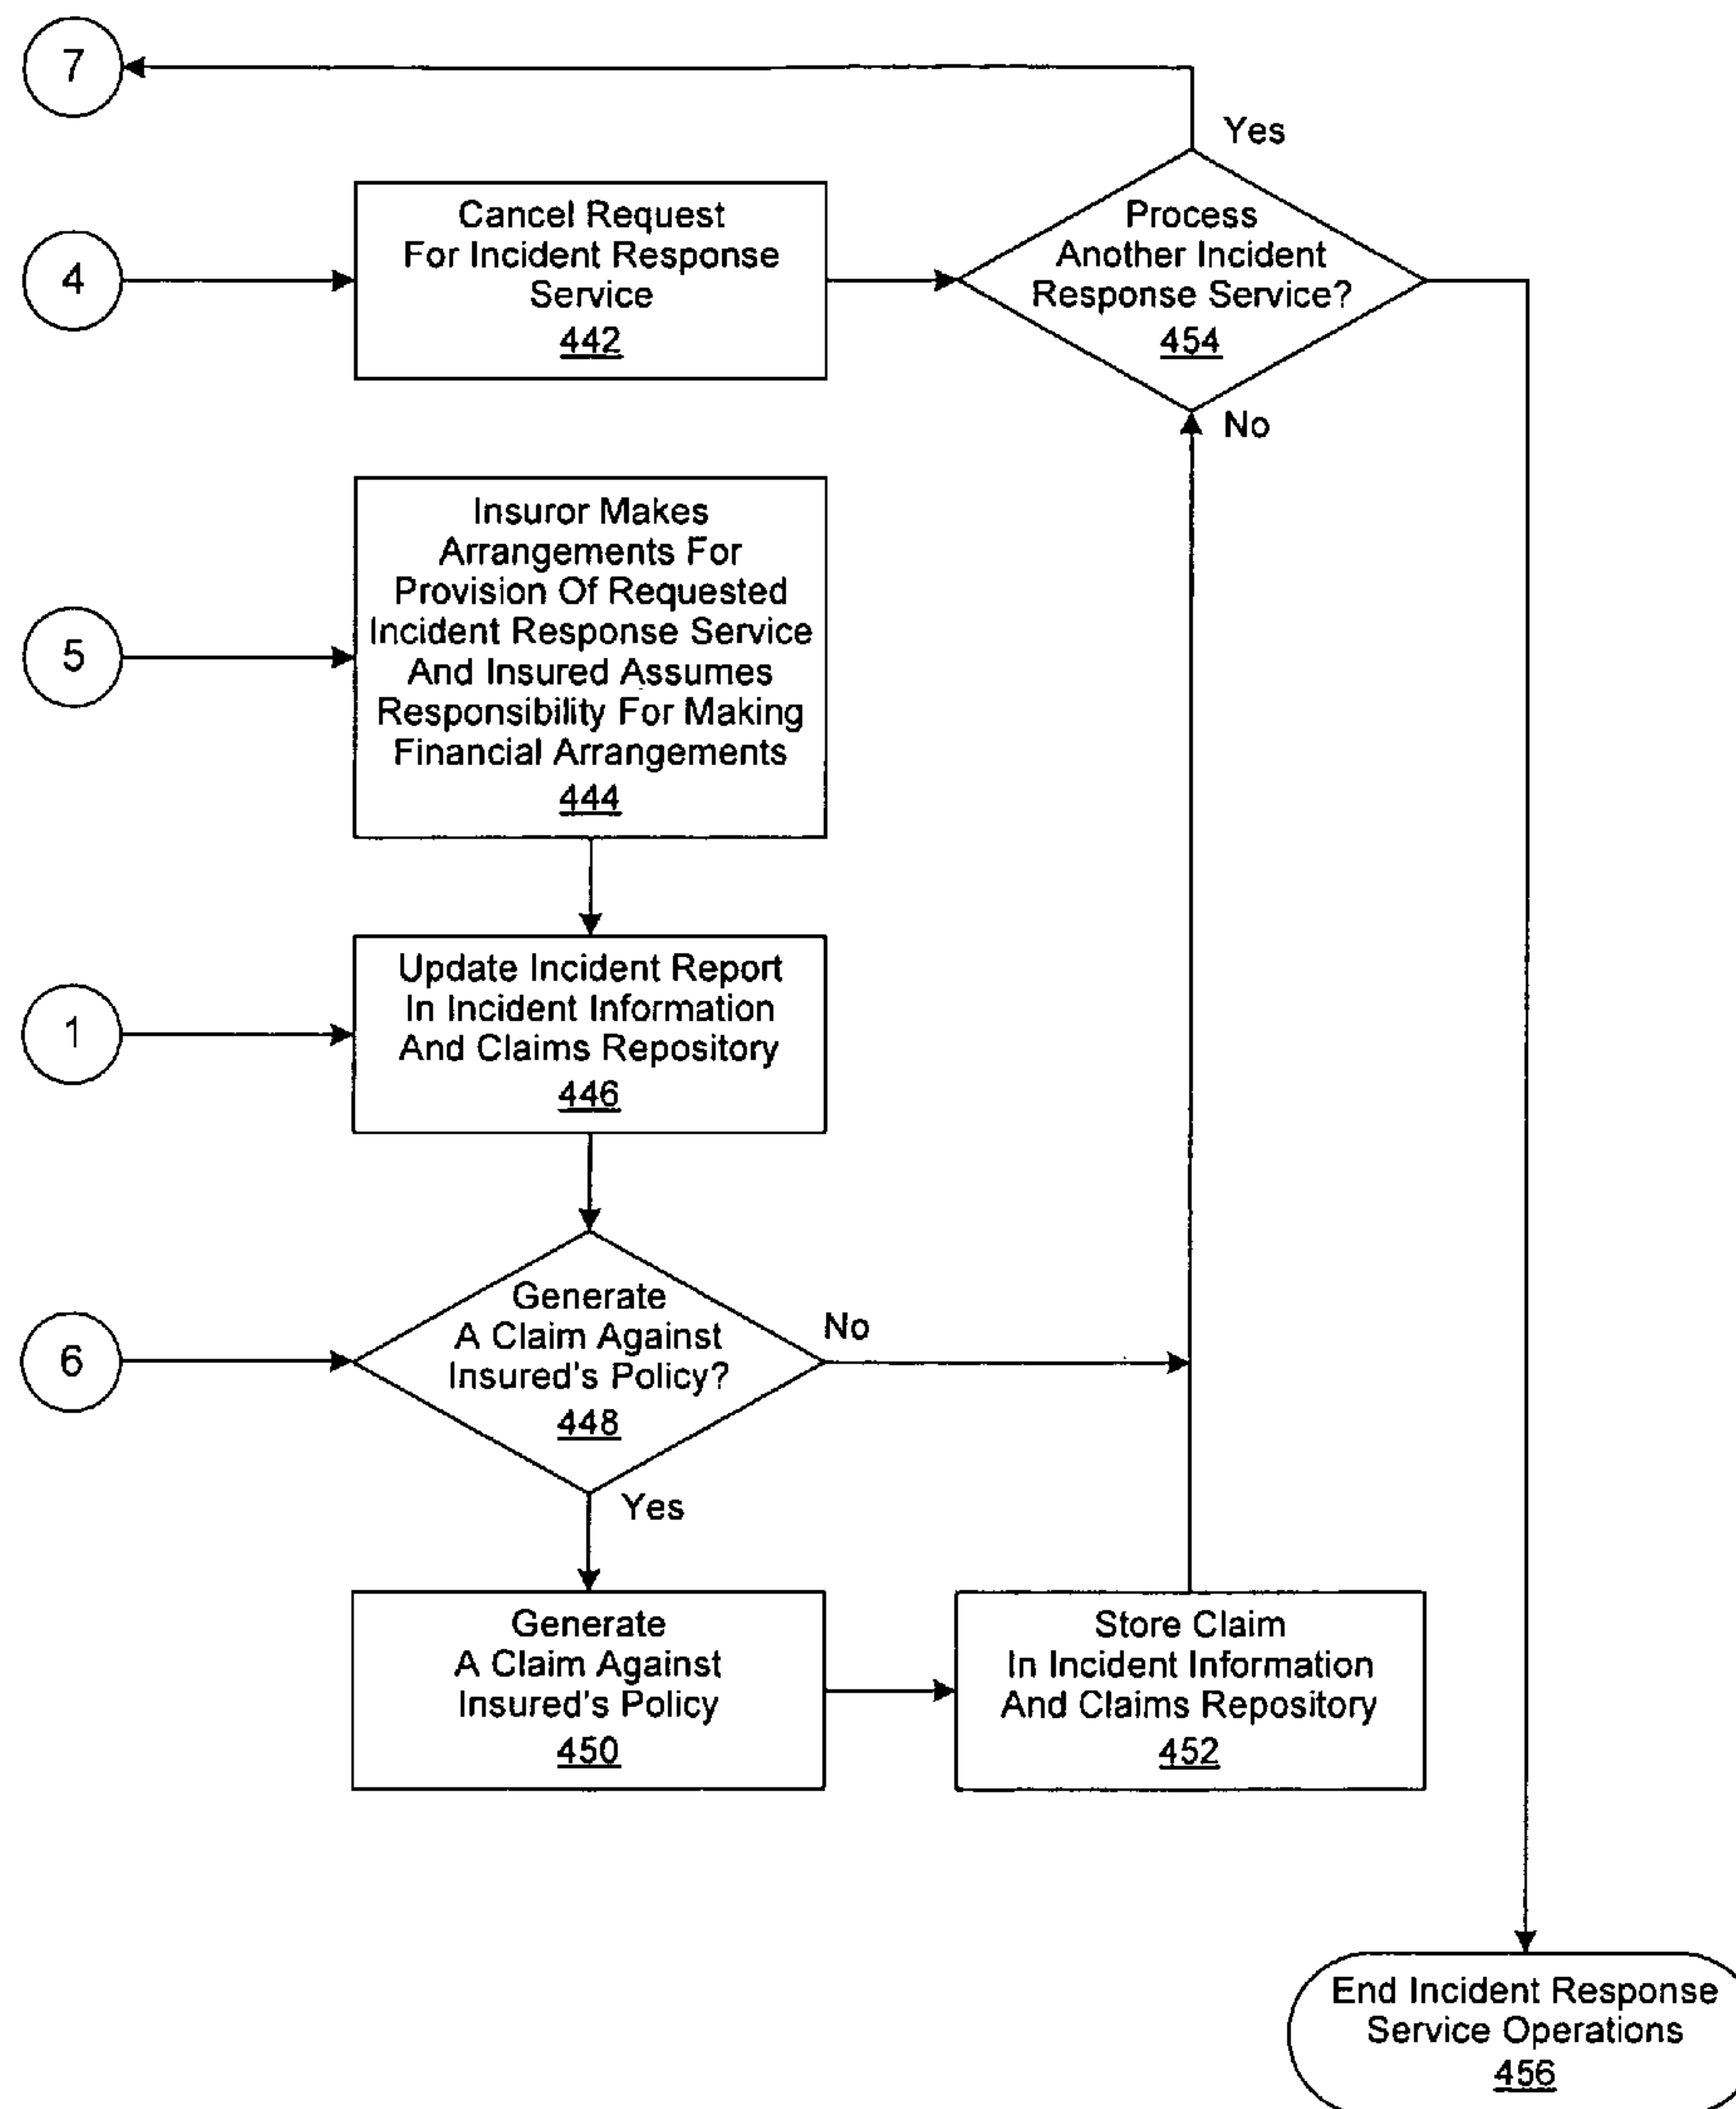 7
Yes
4
Cancel Request
For Incident Response
Service
442
Process
Another Incident
Response Service?
454
No
5
Insuror Makes
Arrangements For
Provision Of Requested
Incident Response Service
And Insured Assumes
Responsibility For Making
Financial Arrangements
444
1
Update Incident Report
In Incident Information
And Claims Repository
446
6
Generate
A Claim Against
Insured's Policy?
448
No
Yes
Generate
A Claim Against
Insured's Policy
450
Store Claim
In Incident Information
And Claims Repository
452
End Incident Response
Service Operations
456